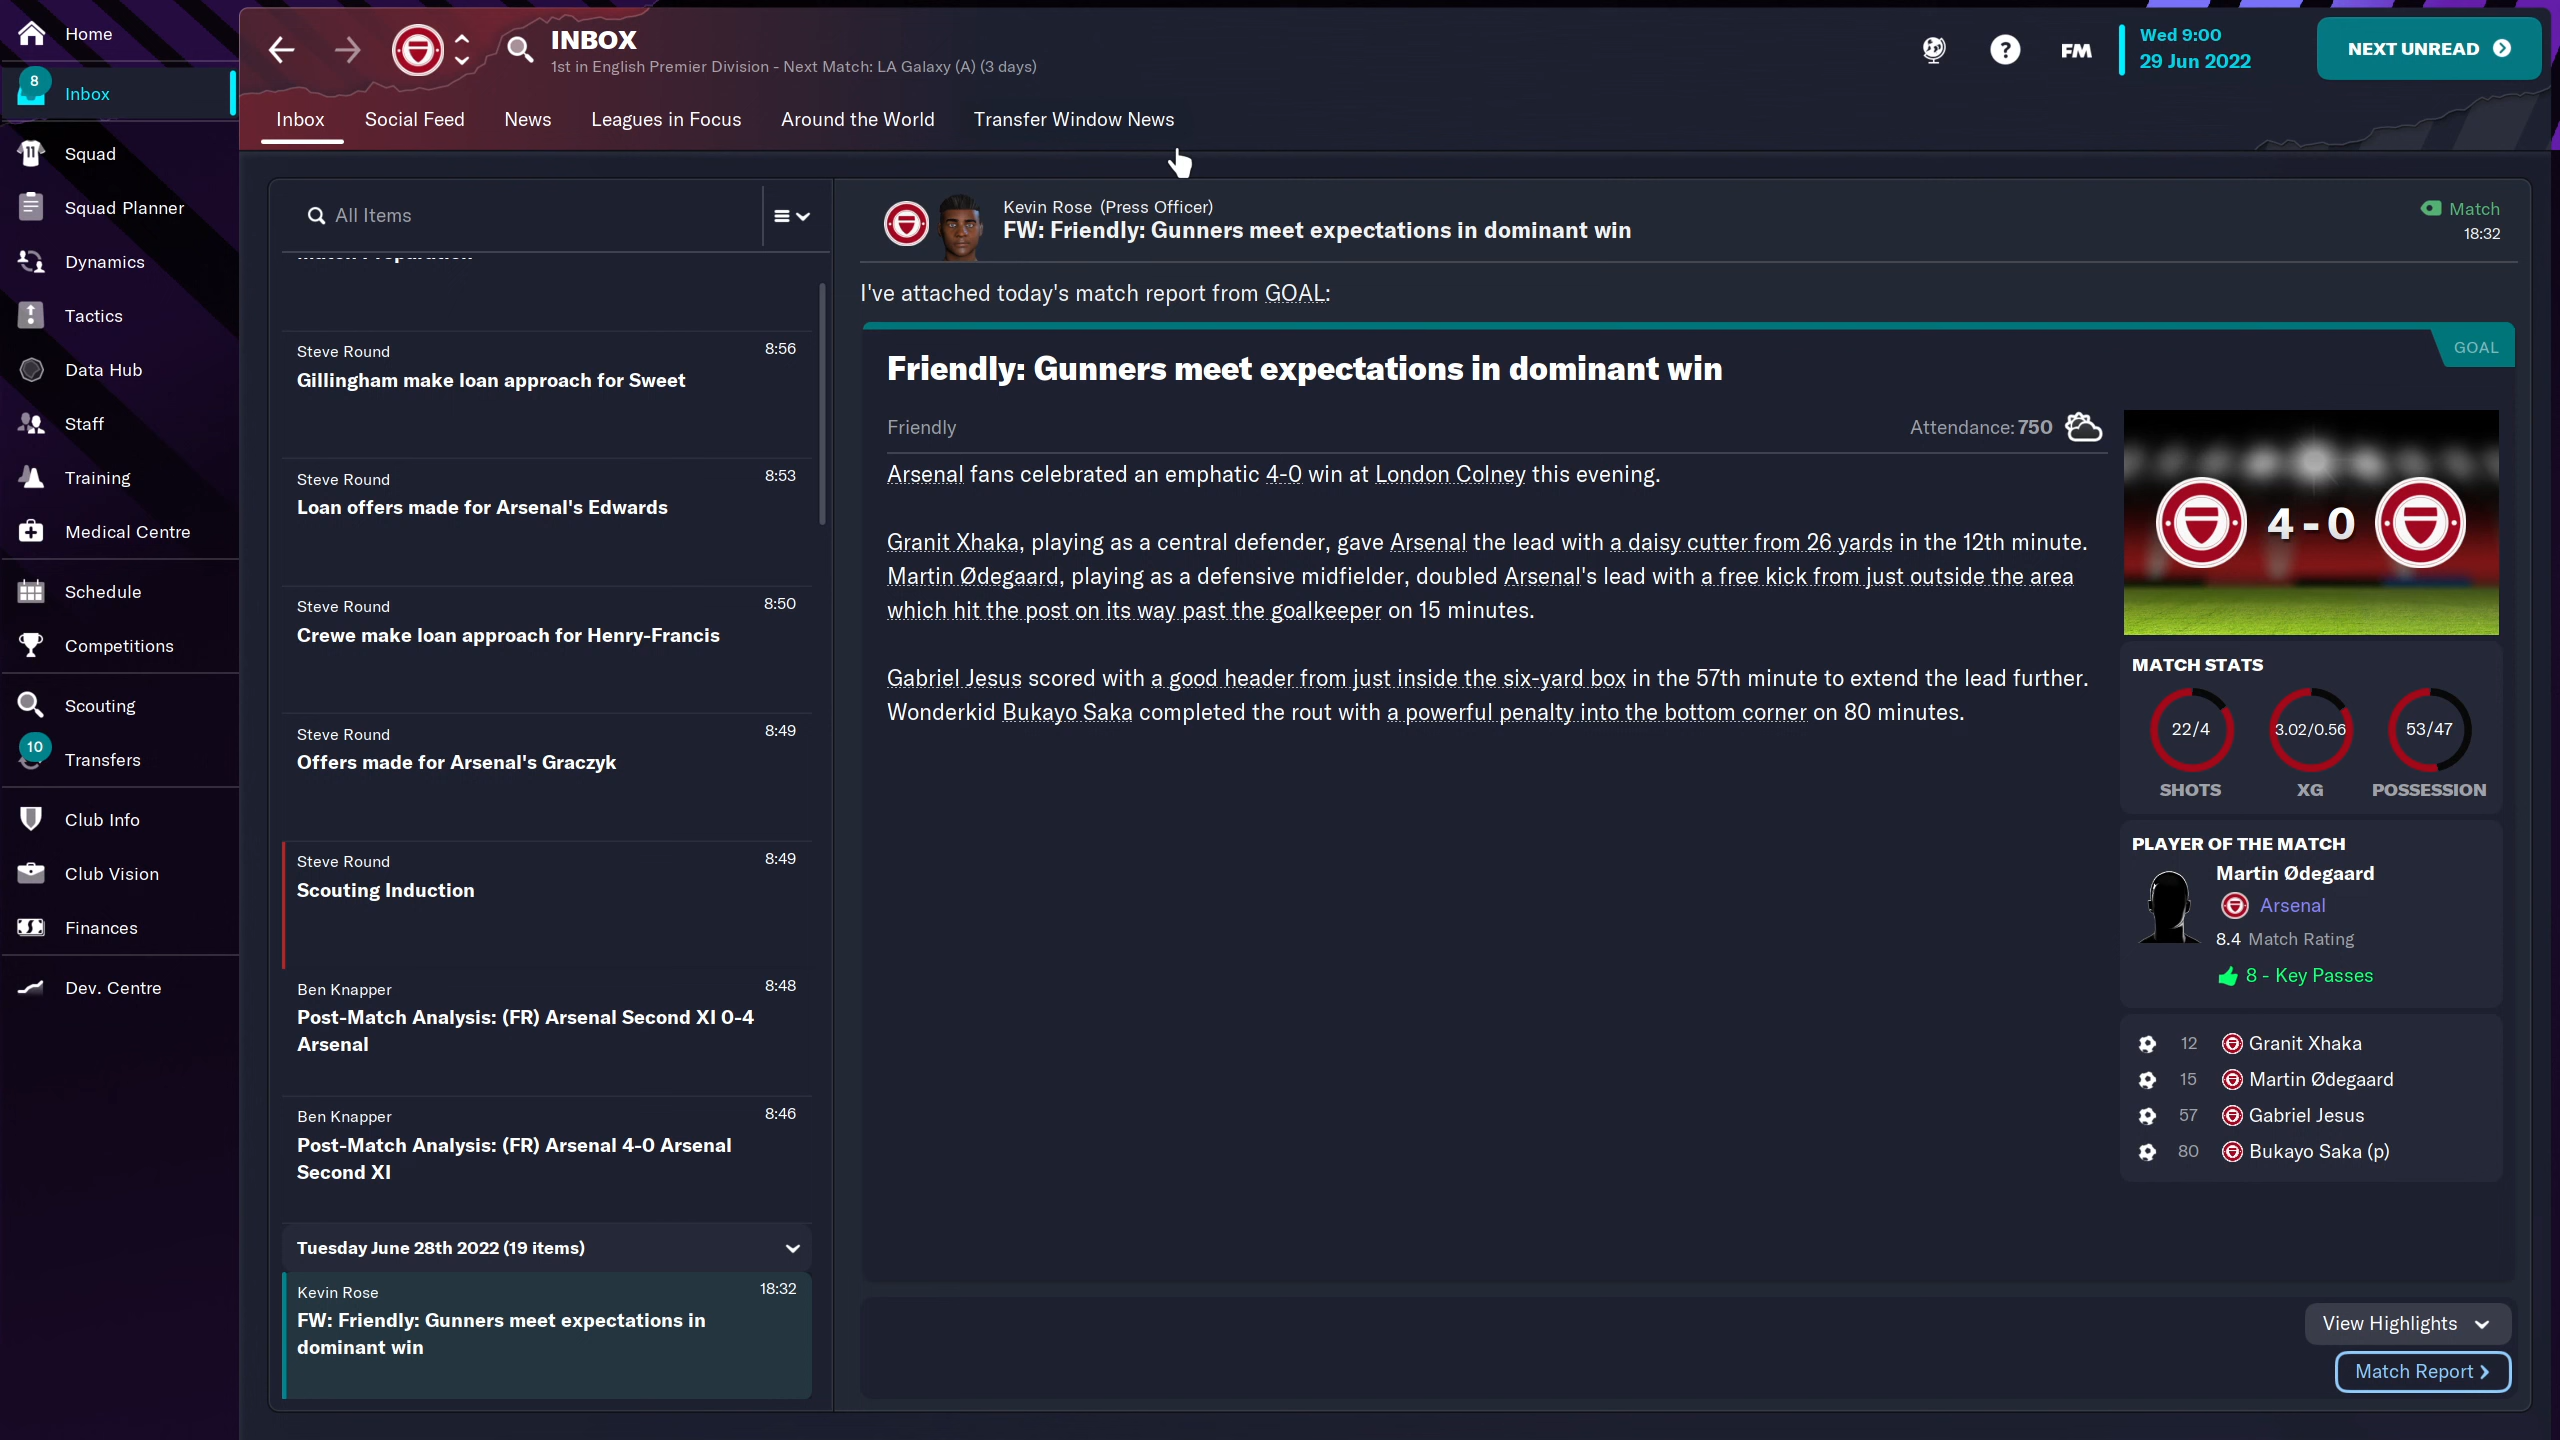 Home
8
Inbox
Squad
Squad Planner
Dynamics
Tactics
Data Hub
Staff
Training
Medical Centre
Schedule
Competitions
Scouting
10
Transfers
Club Info
Club Vision
Finances
Dev. Centre
INBOX
1st in English Premier Division - Next Match: LA Galaxy (A) (3 days)
FM
Wed 9:00
29 Jun 2022
NEXT UNREAD
Inbox
Social Feed
News
Leagues in Focus
Around the World
Transfer Window News
All Items
Steve Round
8:56
Gillingham make loan approach for Sweet
Steve Round
8:53
Loan offers made for Arsenal's Edwards
Steve Round
8:50
Crewe make loan approach for Henry-Francis
Steve Round
8:49
Offers made for Arsenal's Graczyk
Steve Round
8:49
Scouting Induction
Ben Knapper
8:48
Post-Match Analysis: (FR) Arsenal Second XI 0-4
Arsenal
Ben Knapper
8:46
Post-Match Analysis: (FR) Arsenal 4-0 Arsenal
Second XI
Tuesday June 28th 2022 (19 items)
Kevin Rose
18:32
FW: Friendly: Gunners meet expectations in
dominant win
Kevin Rose (Press Officer)
FW: Friendly: Gunners meet expectations in dominant win
Match
18:32
I've attached today's match report from GOAL:
GOAL
Friendly: Gunners meet expectations in dominant win
Friendly
Attendance: 750
Arsenal fans celebrated an emphatic 4-0 win at London Colney this evening.
Granit Xhaka, playing as a central defender, gave Arsenal the lead with a daisy cutter from 26 yards in the 12th minute.
Martin Ødegaard, playing as a defensive midfielder, doubled Arsenal's lead with a free kick from just outside the area
which hit the post on its way past the goalkeeper on 15 minutes.
Gabriel Jesus scored with a good header from just inside the six-yard box in the 57th minute to extend the lead further.
Wonderkid Bukayo Saka completed the rout with a powerful penalty into the bottom corner on 80 minutes.
4 - 0
MATCH STATS
22/4
3.02/0.56
53/47
SHOTS
XG
POSSESSION
PLAYER OF THE MATCH
Martin Ødegaard
Arsenal
8.4 Match Rating
8 - Key Passes
12 Granit Xhaka
15 Martin Ødegaard
57 Gabriel Jesus
80 Bukayo Saka (p)
View Highlights
Match Report